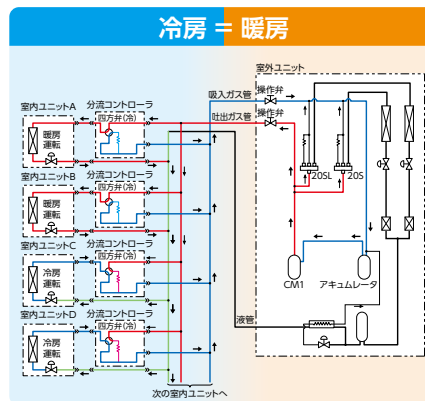 冷房 = 暖房
室内ユニットA
分流コントローラ
四方弁(冷)
暖房
運転
室内ユニットB
分流コントローラ
四方弁(冷)
暖房
運転
室内ユニットC
分流コントローラ
四方弁(冷)
冷房
運転
室内ユニットD
分流コントローラ
四方弁(冷)
冷房
運転
次の室内ユニットへ
吸入ガス管
操作弁
吐出ガス管
操作弁
液管
室外ユニット
20SL
20S
CM1
アキュムレータ